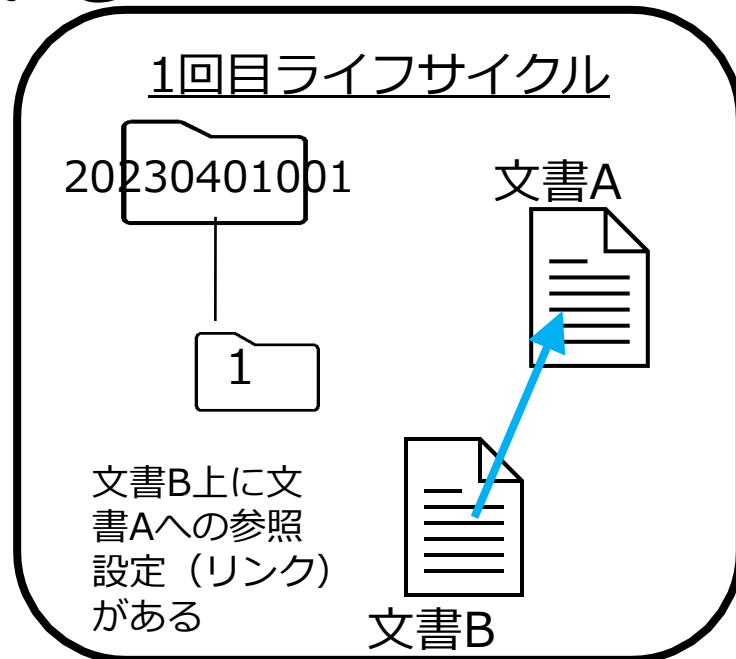 1回目ライフサイクル
20230401001
文書A
1
文書B上に文
書Aへの参照
設定（リンク）
がある
文書B